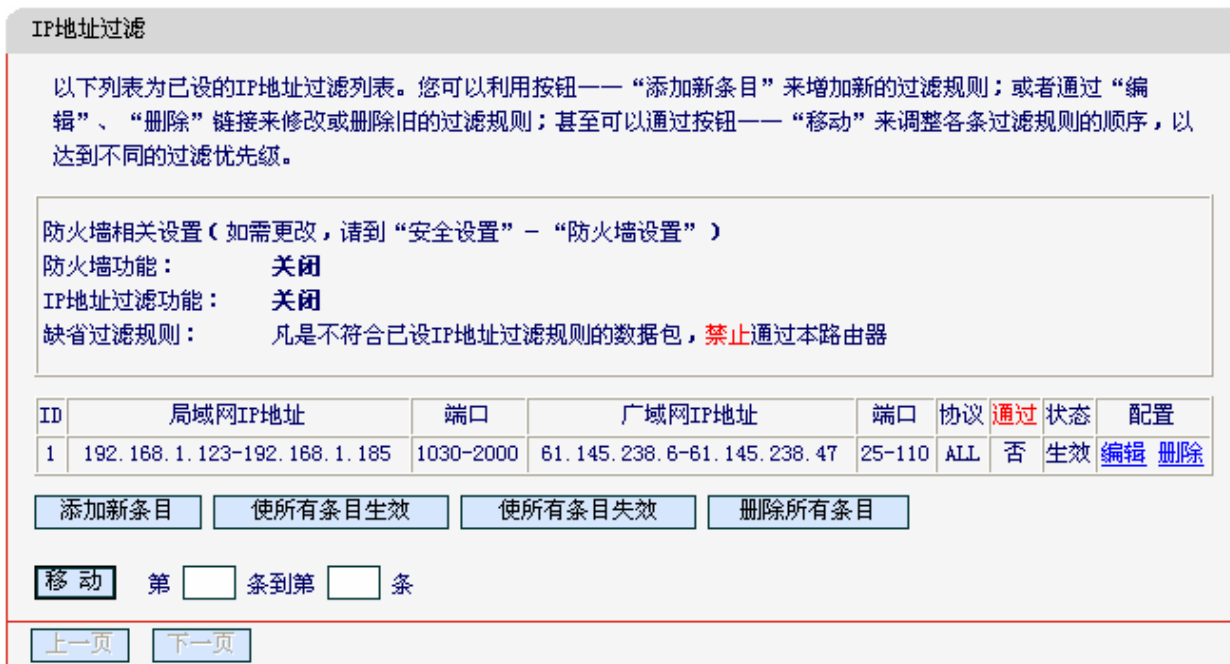 IP地址过滤
以下列表为已设的IP地址过滤列表。您可以利用按钮——“添加新条目”来增加新的过滤规则；或者通过“编
辑”、“删除”链接来修改或删除旧的过滤规则；甚至可以通过按钮——“移动”来调整各条过滤规则的顺序，以
达到不同的过滤优先级。
防火墙相关设置（如需更改，请到“安全设置”－“防火墙设置”）
防火墙功能： 关闭
IP地址过滤功能： 关闭
缺省过滤规则： 凡是不符合已设IP地址过滤规则的数据包，禁止通过本路由器
ID 局域网IP地址 端口 广域网IP地址 端口 协议 通过 状态 配置
1 192.168.1.123-192.168.1.185 1030-2000 61.145.238.6-61.145.238.47 25-110 ALL 否 生效 编辑 删除
添加新条目 使所有条目生效 使所有条目失效 删除所有条目
移 动 第 条到第 条
上一页 下一页